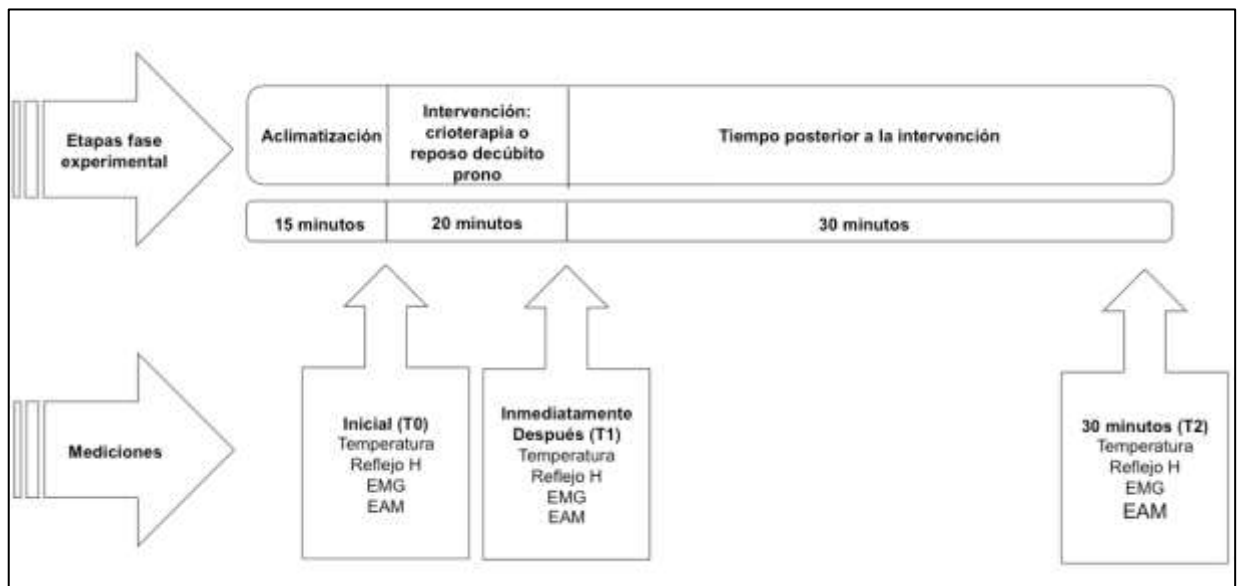 Etapas fase
experimental
Aclimatización
Intervención:
crioterapia o
reposo decúbito
prono
Tiempo posterior a la intervención
15 minutos
20 minutos
30 minutos
Mediciones
Inicial (T0)
Temperatura
Reflejo H
EMG
EAM
Inmediatamente
Después (T1)
Temperatura
Reflejo H
EMG
EAM
30 minutos (T2)
Temperatura
Reflejo H
EMG
EAM